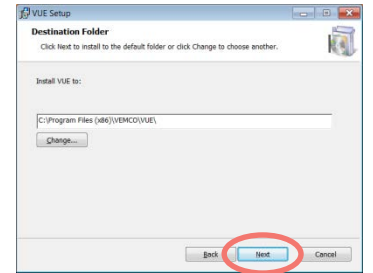 VUE Setup
Destination Folder
Click Next to install to the default folder or click Change to choose another.
Install VUE to:
C:\Program Files (x86)\VEMCO\VUE\
Change...
Back Next Cancel